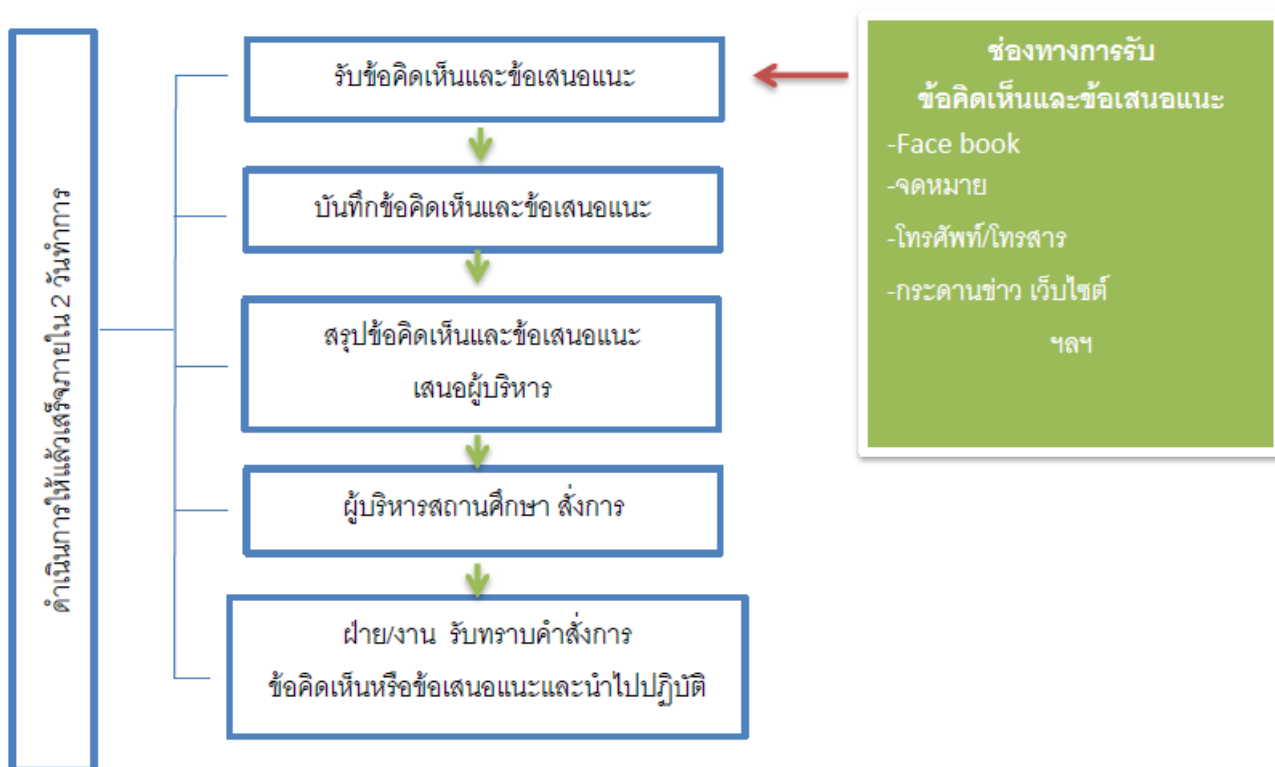 ดำเนินการให้แล้วเสร็จภายใน 2 วันทำการ
รับข้อคิดเห็นและข้อเสนอแนะ
บันทึกข้อคิดเห็นและข้อเสนอแนะ
สรุปข้อคิดเห็นและข้อเสนอแนะ
เสนอผู้บริหาร
ผู้บริหารสถานศึกษา สั่งการ
ฝ่าย/งาน รับทราบคำสั่งการ
ข้อคิดเห็นหรือข้อเสนอแนะและนำไปปฏิบัติ
ช่องทางการรับ
ข้อคิดเห็นและข้อเสนอแนะ
-Face book
-จดหมาย
-โทรศัพท์/โทรสาร
-กระดานข่าว เว็บไซต์
ฯลฯ